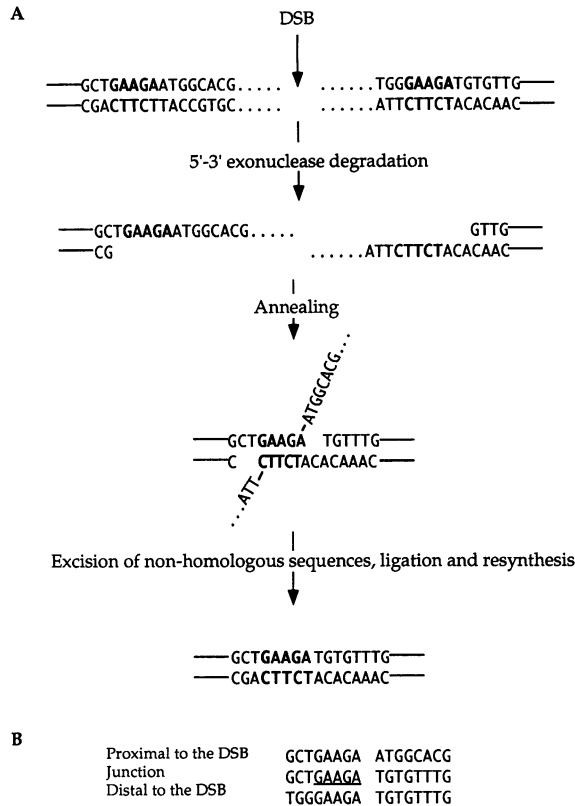 A
DSB
GCTGAAGAATGGCACG..... ......TGGGAAGATGTGTTG
CGACTTCTTACCGTGC..... ......ATTCTTCTACACAAC
5'-3' exonuclease degradation
GCTGAAGAATGGCACG..... GTTG
CG ......ATTCTTCTACACAAC
Annealing
ATGGCACG...
GCTGAAGA TGTTTG
C CTTCTACACAAAC
...ATT
Excision of non-homologous sequences, ligation and resynthesis
GCTGAAGATGTGTTTG
CGACTTCTACACAAAC
B
Proximal to the DSB GCTGAAGA ATGGCACG
Junction GCTGAAGA TGTGTTTG
Distal to the DSB TGGGAAGA TGTGTTTG